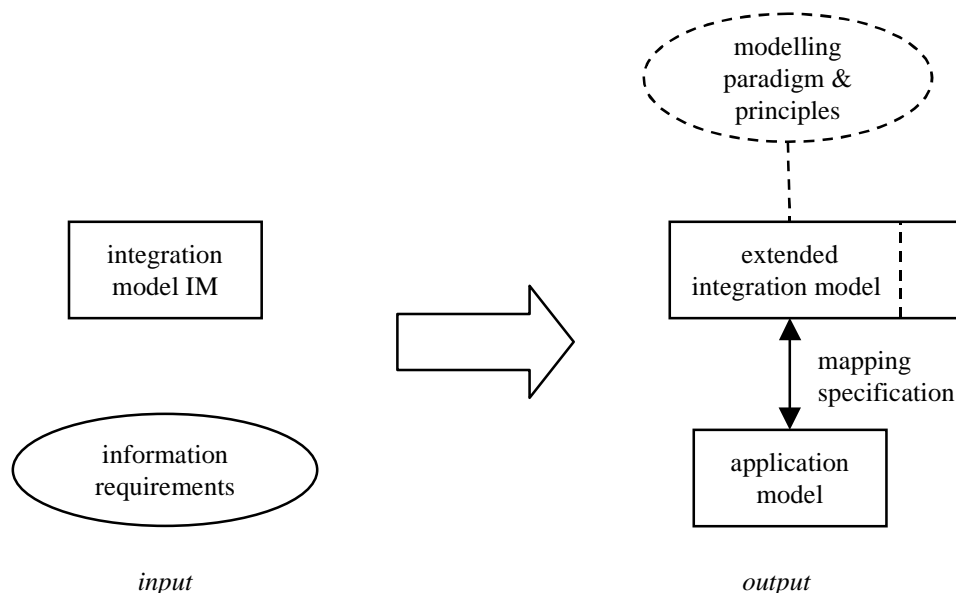 modelling
paradigm &
principles
integration
model IM
extended
integration model
mapping
specification
information
requirements
application
model
input
output